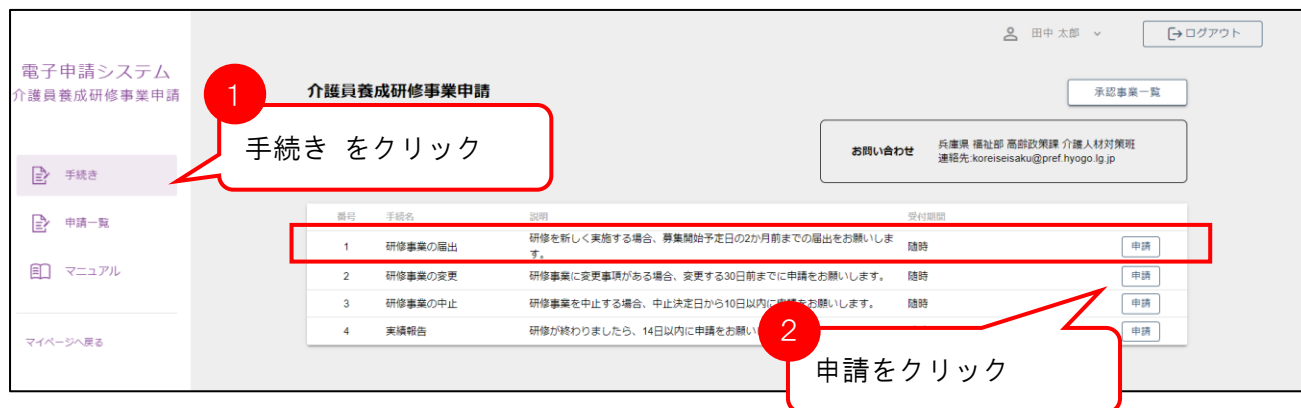 田中 太郎
ログアウト
電子申請システム
介護員養成研修事業申請
手続き
申請一覧
マニュアル
マイページへ戻る
1
手続き をクリック
介護員養成研修事業申請
承認事業一覧
お問い合わせ
兵庫県 福祉部 高齢政策課 介護人材対策班
連絡先:koreiseisaku@pref.hyogo.lg.jp
番号 手続名 説明 受付期間
1 研修事業の届出 研修を新しく実施する場合、募集開始予定日の2か月前までの届出をお願いしま
す。 随時 申請
2 研修事業の変更 研修事業に変更事項がある場合、変更する30日前までに申請をお願いします。 随時 申請
3 研修事業の中止 研修事業を中止する場合、中止決定日から10日以内に申請をお願いします。 随時 申請
4 実績報告 研修が終わりましたら、14日以内に申請をお願い 申請
2
申請をクリック